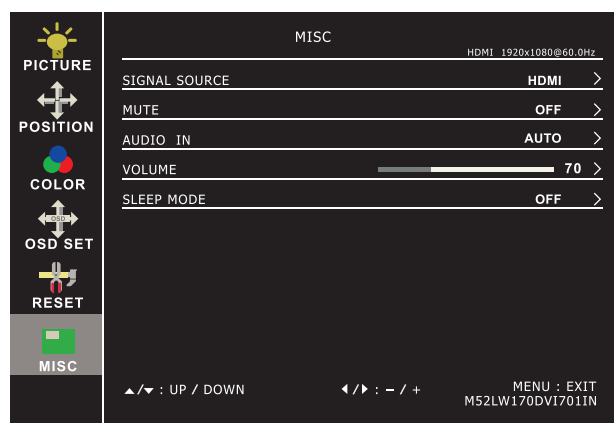 PICTURE
POSITION
COLOR
OSD
OSD SET
RESET
MISC
MISC
HDMI 1920x1080@60.0Hz
SIGNAL SOURCE HDMI >
MUTE OFF >
AUDIO IN AUTO >
VOLUME 70 >
SLEEP MODE OFF >
▲/▼ : UP / DOWN ◀/▶ : – / + MENU : EXIT
M52LW170DVI701IN